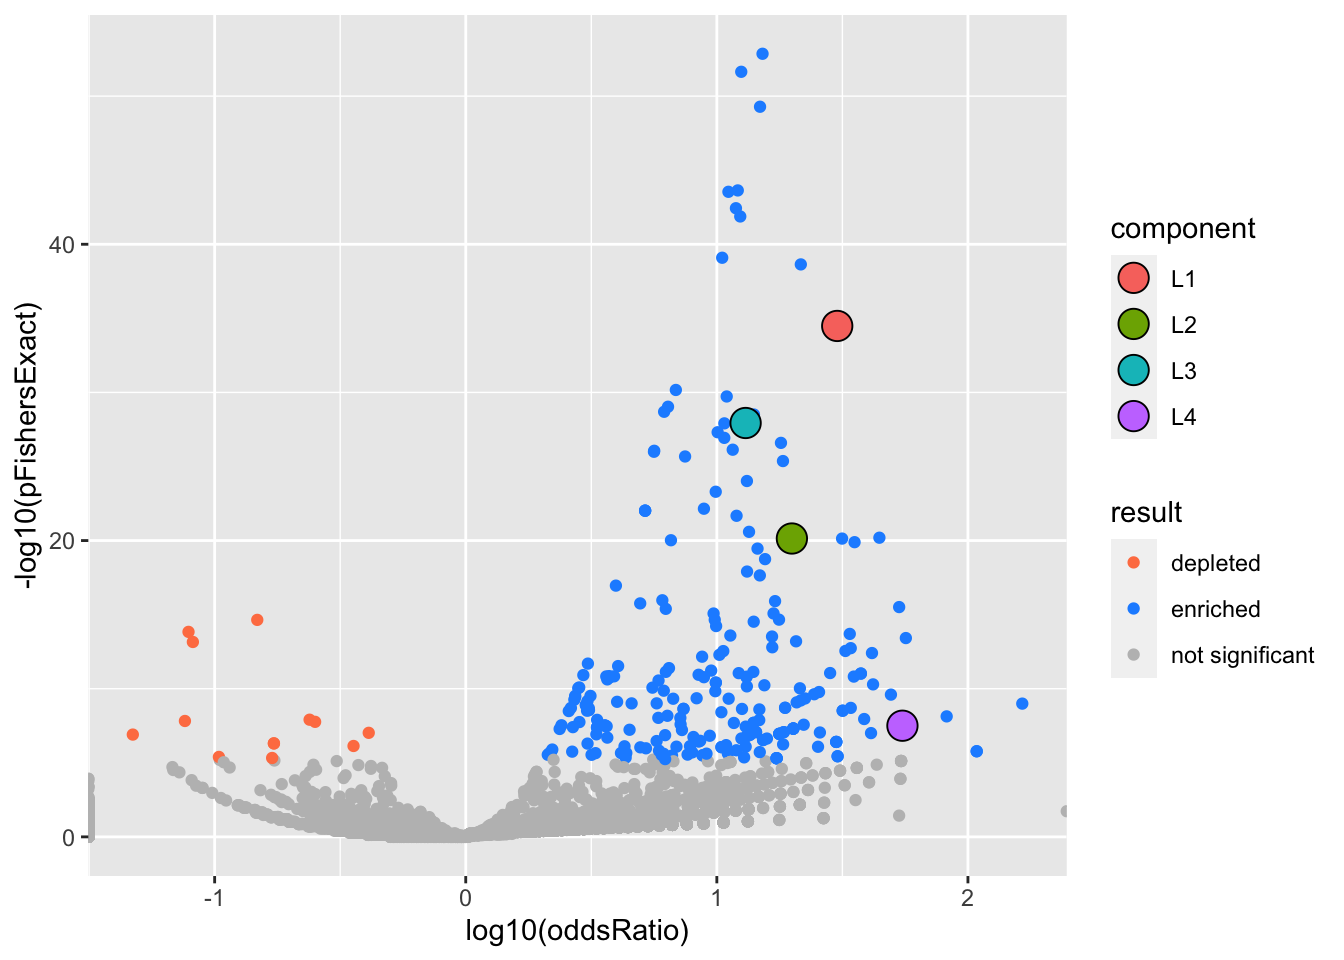 -log10(pFishersExact)
40
20
0
-1
0
1
2
log10(oddsRatio)
component
L1
L2
L3
L4
result
depleted
enriched
not significant